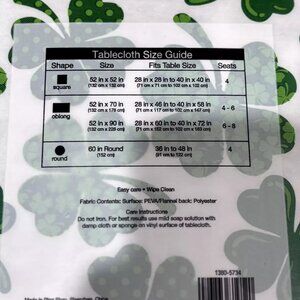 Tablecloth Size Guide
Shape Size Fits Table Size Seats
square 52 in x 52 in 28 in x 28 in to 40 in x 40 in 4
(132 cm x 132 cm) (71 cm x 71 cm to 102 cm x 102 cm)
oblong 52 in x 70 in 28 in x 46 in to 40 in x 58 in 4 - 6
(132 cm x 178 cm) (71 cm x 117 cm to 102 cm x 147 cm)
52 in x 90 in 28 in x 60 in to 40 in x 72 in 6 - 8
(132 cm x 229 cm) (71 cm x 152 cm to 102 cm x 183 cm)
round 60 in Round 36 in to 48 in 4
(152 cm) (91 cm to 122 cm)
Easy care • Wipe Clean
Fabric Contents: Surface: PEVA/Flannel back: Polyester
Care Instructions
Do not iron. For best results use mild soap solution with
damp cloth or sponge on vinyl surface of tablecloth.
1380-5734